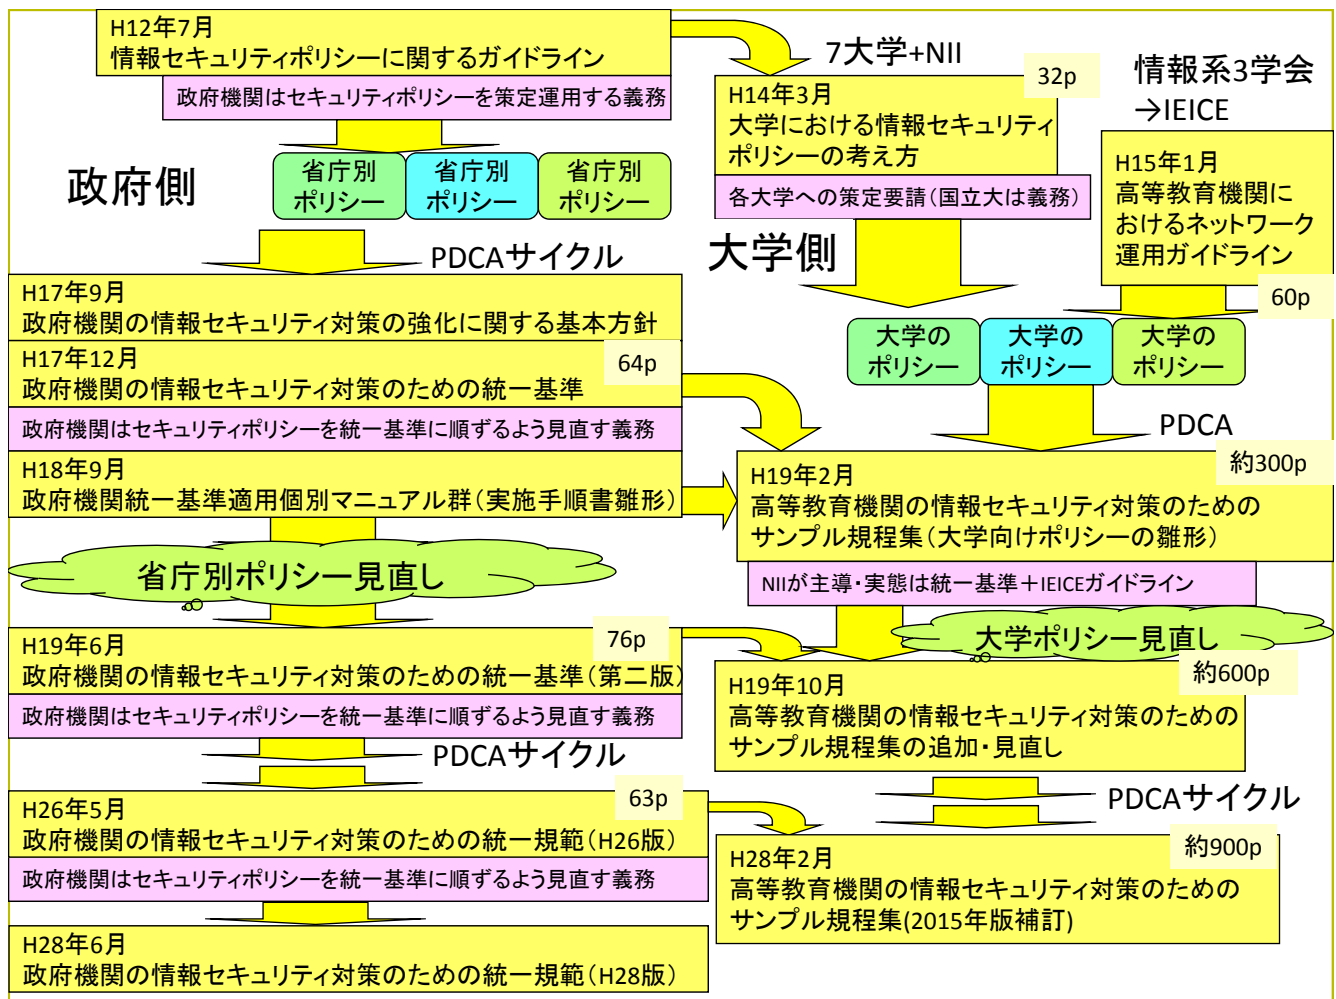 H12年7月
情報セキュリティポリシーに関するガイドライン
政府機関はセキュリティポリシーを策定運用する義務
省庁別
ポリシー
省庁別
ポリシー
省庁別
ポリシー
政府側
PDCAサイクル
H17年9月
政府機関の情報セキュリティ対策の強化に関する基本方針
H17年12月
64p
政府機関の情報セキュリティ対策のための統一基準
政府機関はセキュリティポリシーを統一基準に順ずるよう見直す義務
H18年9月
政府機関統一基準適用個別マニュアル群(実施手順書雛形)
省庁別ポリシー見直し
H19年6月
76p
政府機関の情報セキュリティ対策のための統一基準(第二版)
政府機関はセキュリティポリシーを統一基準に順ずるよう見直す義務
PDCAサイクル
H26年5月
63p
政府機関の情報セキュリティ対策のための統一規範(H26版)
政府機関はセキュリティポリシーを統一基準に順ずるよう見直す義務
H28年6月
政府機関の情報セキュリティ対策のための統一規範(H28版)
7大学+NII
32p
H14年3月
大学における情報セキュリティ
ポリシーの考え方
各大学への策定要請(国立大は義務)
大学側
情報系3学会
→IEICE
H15年1月
高等教育機関に
おけるネットワーク
運用ガイドライン
60p
大学の
ポリシー
大学の
ポリシー
大学の
ポリシー
PDCA
約300p
H19年2月
高等教育機関の情報セキュリティ対策のための
サンプル規程集(大学向けポリシーの雛形)
NIIが主導・実態は統一基準+IEICEガイドライン
大学ポリシー見直し
約600p
H19年10月
高等教育機関の情報セキュリティ対策のための
サンプル規程集の追加・見直し
PDCAサイクル
約900p
H28年2月
高等教育機関の情報セキュリティ対策のための
サンプル規程集(2015年版補訂)